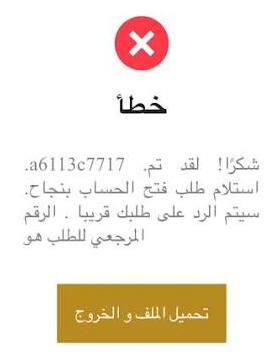 خطأ
شكرًا! لقد تم. a6113c7717.
استلام طلب فتح الحساب بنجاح.
سيتم الرد على طلبك قريبا . الرقم
المرجعي للطلب هو
تحميل الملف و الخروج